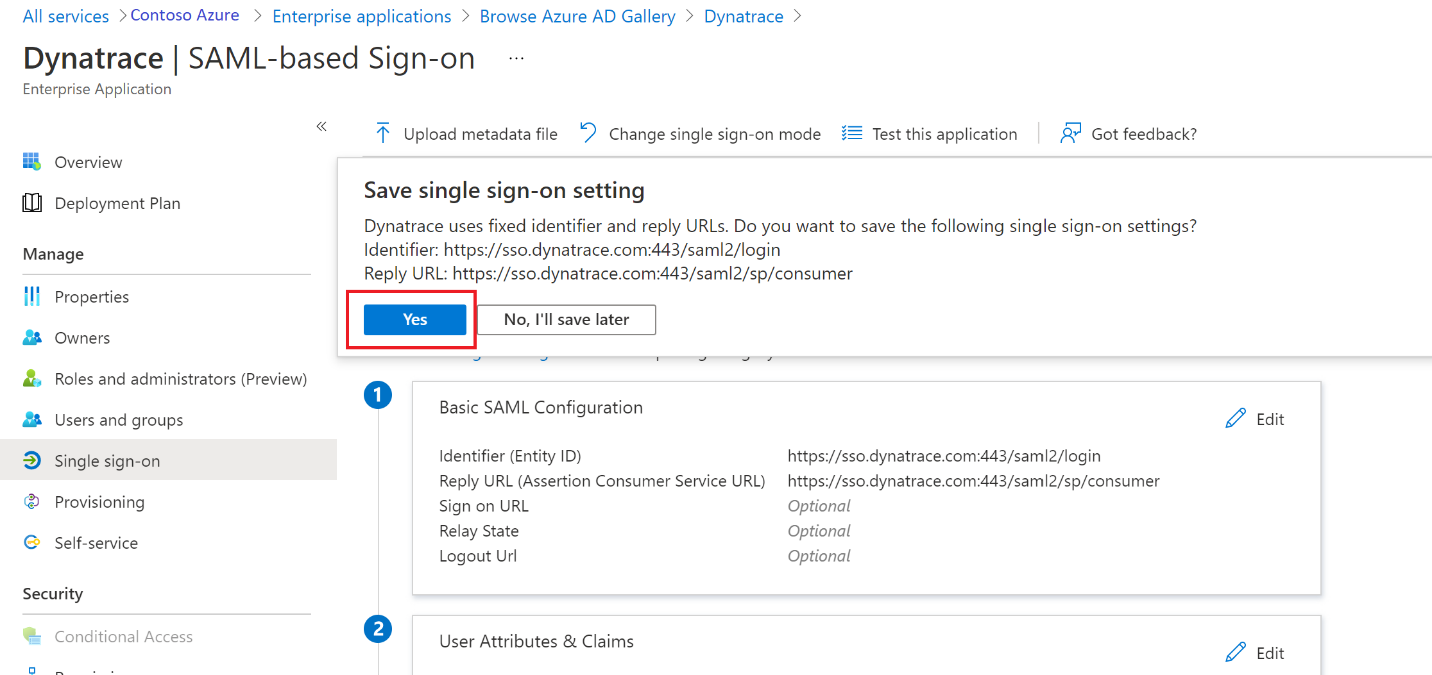 All services > Contoso Azure > Enterprise applications > Browse Azure AD Gallery > Dynatrace >
Dynatrace | SAML-based Sign-on ...
Enterprise Application
«
Upload metadata file
Change single sign-on mode
Test this application
Got feedback?
Overview
Deployment Plan
Manage
Properties
Owners
Roles and administrators (Preview)
Users and groups
Single sign-on
Provisioning
Self-service
Security
Conditional Access
Save single sign-on setting
Dynatrace uses fixed identifier and reply URLs. Do you want to save the following single sign-on settings?
Identifier: https://sso.dynatrace.com:443/saml2/login
Reply URL: https://sso.dynatrace.com:443/saml2/sp/consumer
Yes
No, I'll save later
1
Basic SAML Configuration
Edit
Identifier (Entity ID) https://sso.dynatrace.com:443/saml2/login
Reply URL (Assertion Consumer Service URL) https://sso.dynatrace.com:443/saml2/sp/consumer
Sign on URL Optional
Relay State Optional
Logout Url Optional
2
User Attributes & Claims
Edit